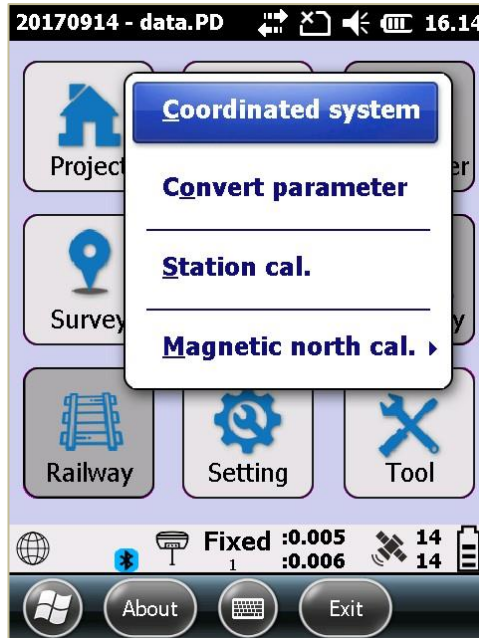 20170914 - data.PD 16.14
Coordinated system
Project er
Convert parameter
Station cal.
Survey y
Magnetic north cal.
Railway Setting Tool
Fixed :0.005 14
1 :0.006 14
About Exit